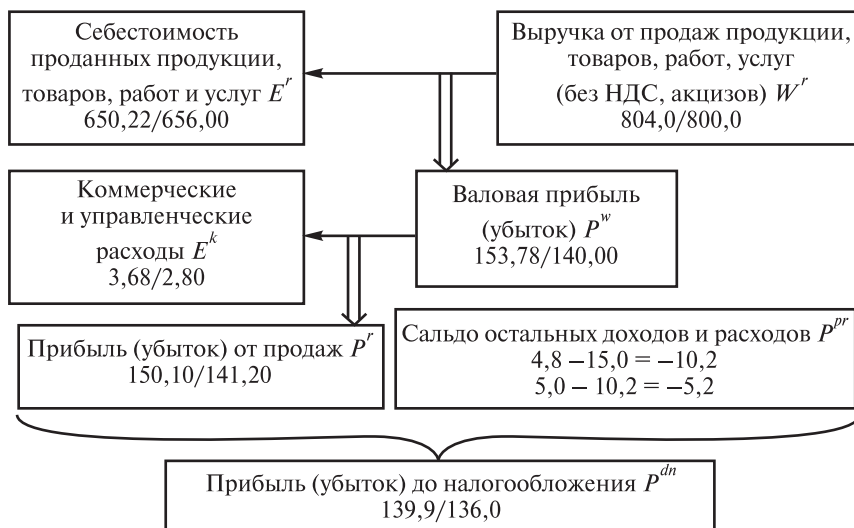 Себестоимость
проданных продукции,
товаров, работ и услуг E^r
650,22/656,00
Выручка от продаж продукции,
товаров, работ, услуг
(без НДС, акцизов) W^r
804,0/800,0
Коммерческие
и управленческие
расходы E^k
3,68/2,80
Валовая прибыль
(убыток) P^w
153,78/140,00
Прибыль (убыток) от продаж P^r
150,10/141,20
Сальдо остальных доходов и расходов P^pr
4,8 –15,0 = –10,2
5,0 – 10,2 = –5,2
Прибыль (убыток) до налогообложения P^dn
139,9/136,0